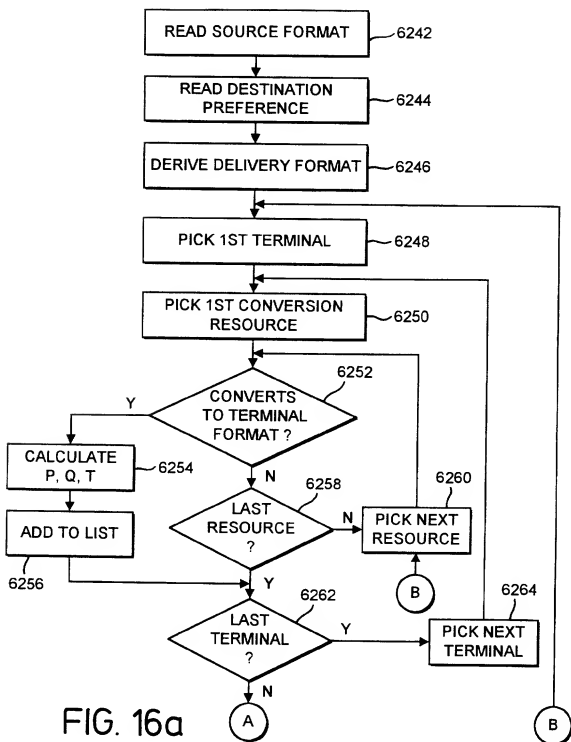 READ SOURCE FORMAT
6242
READ DESTINATION
PREFERENCE
6244
DERIVE DELIVERY FORMAT
6246
PICK 1ST TERMINAL
6248
PICK 1ST CONVERSION
RESOURCE
6250
6252
Y
CONVERTS
TO TERMINAL
FORMAT ?
CALCULATE
P, Q, T
6254
N
6258
6260
LAST
RESOURCE
?
N
PICK NEXT
RESOURCE
ADD TO LIST
6256
Y
B
6262
6264
LAST
TERMINAL
?
Y
PICK NEXT
TERMINAL
N
FIG. 16a
A
B